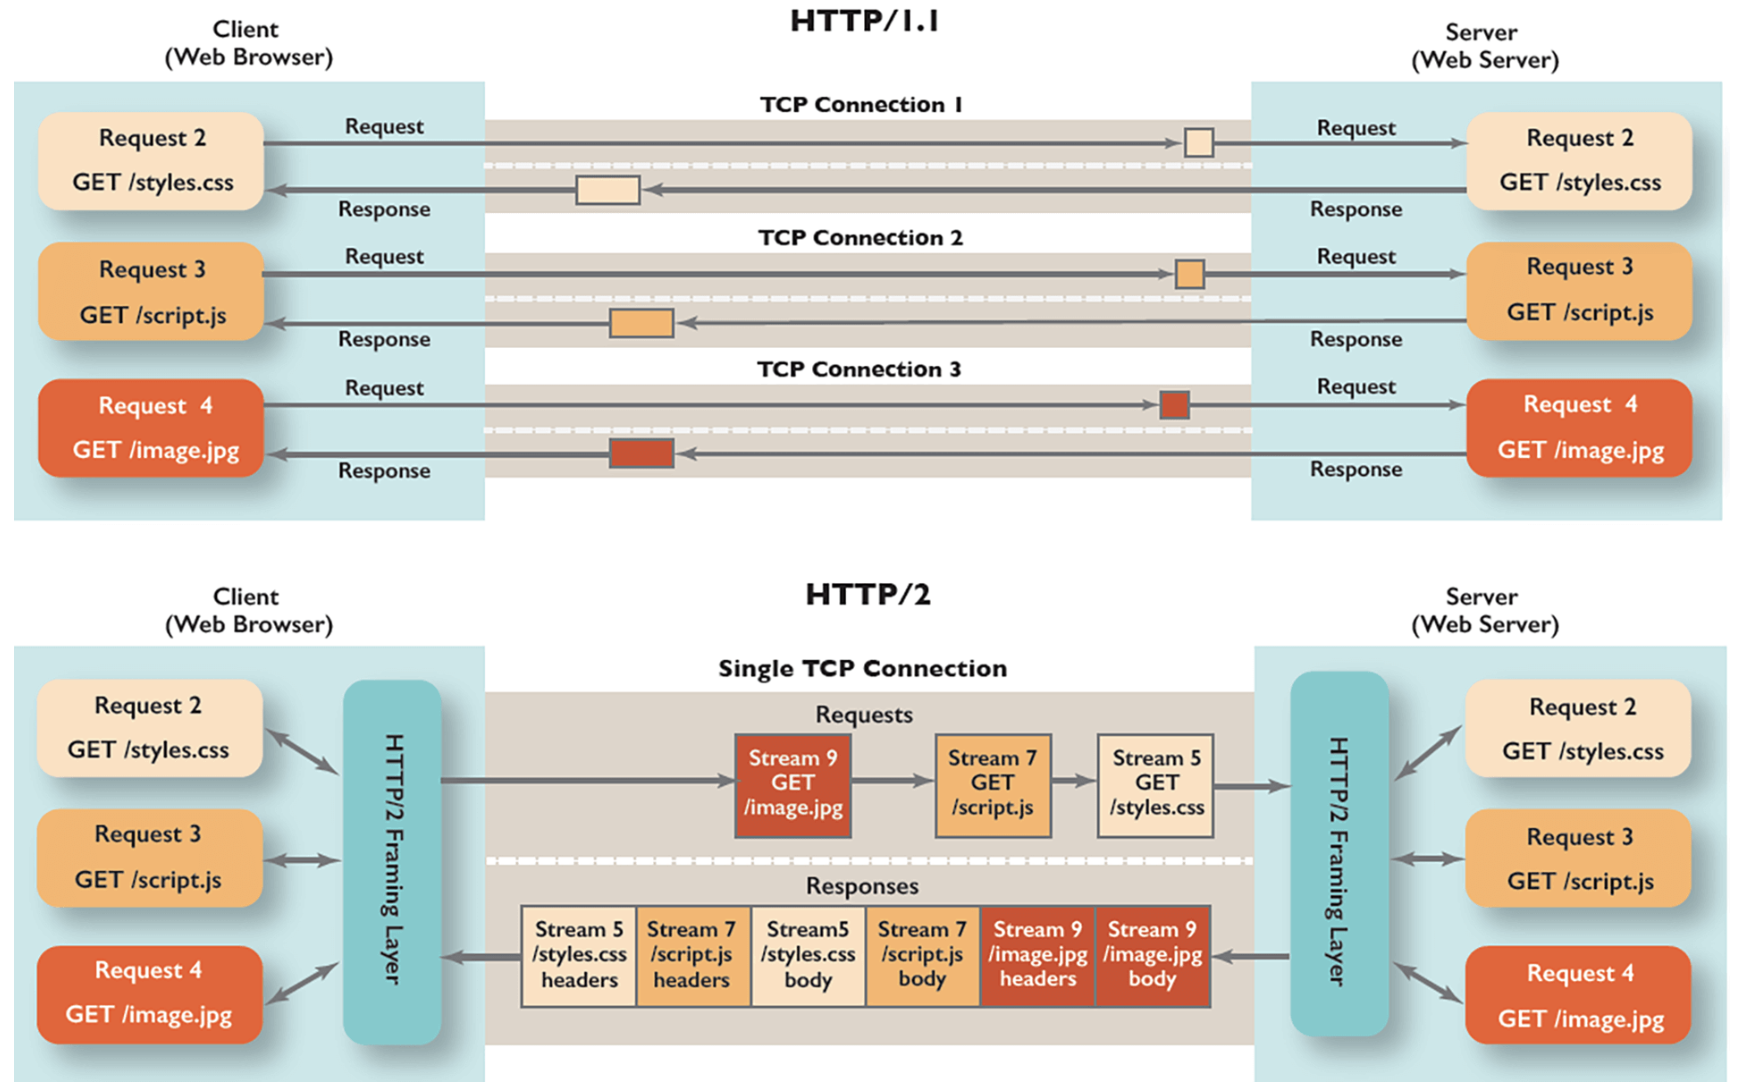 HTTP/1.1
Client
(Web Browser)
Server
(Web Server)
TCP Connection 1
Request 2
GET /styles.css
Request
Response
Request
Response
Request 2
GET /styles.css
TCP Connection 2
Request 3
GET /script.js
Request
Response
Request
Response
Request 3
GET /script.js
TCP Connection 3
Request 4
GET /image.jpg
Request
Response
Request
Response
Request 4
GET /image.jpg
HTTP/2
Client
(Web Browser)
Server
(Web Server)
Single TCP Connection
Request 2
GET /styles.css
Request 3
GET /script.js
Request 4
GET /image.jpg
HTTP/2 Framing Layer
Requests
Stream 9
GET
/image.jpg
Stream 7
GET
/script.js
Stream 5
GET
/styles.css
Responses
Stream 5
/styles.css
headers
Stream 7
/script.js
headers
Stream5
/styles.css
body
Stream 7
/script.js
body
Stream 9
/image.jpg
headers
Stream 9
/image.jpg
body
HTTP/2 Framing Layer
Request 2
GET /styles.css
Request 3
GET /script.js
Request 4
GET /image.jpg